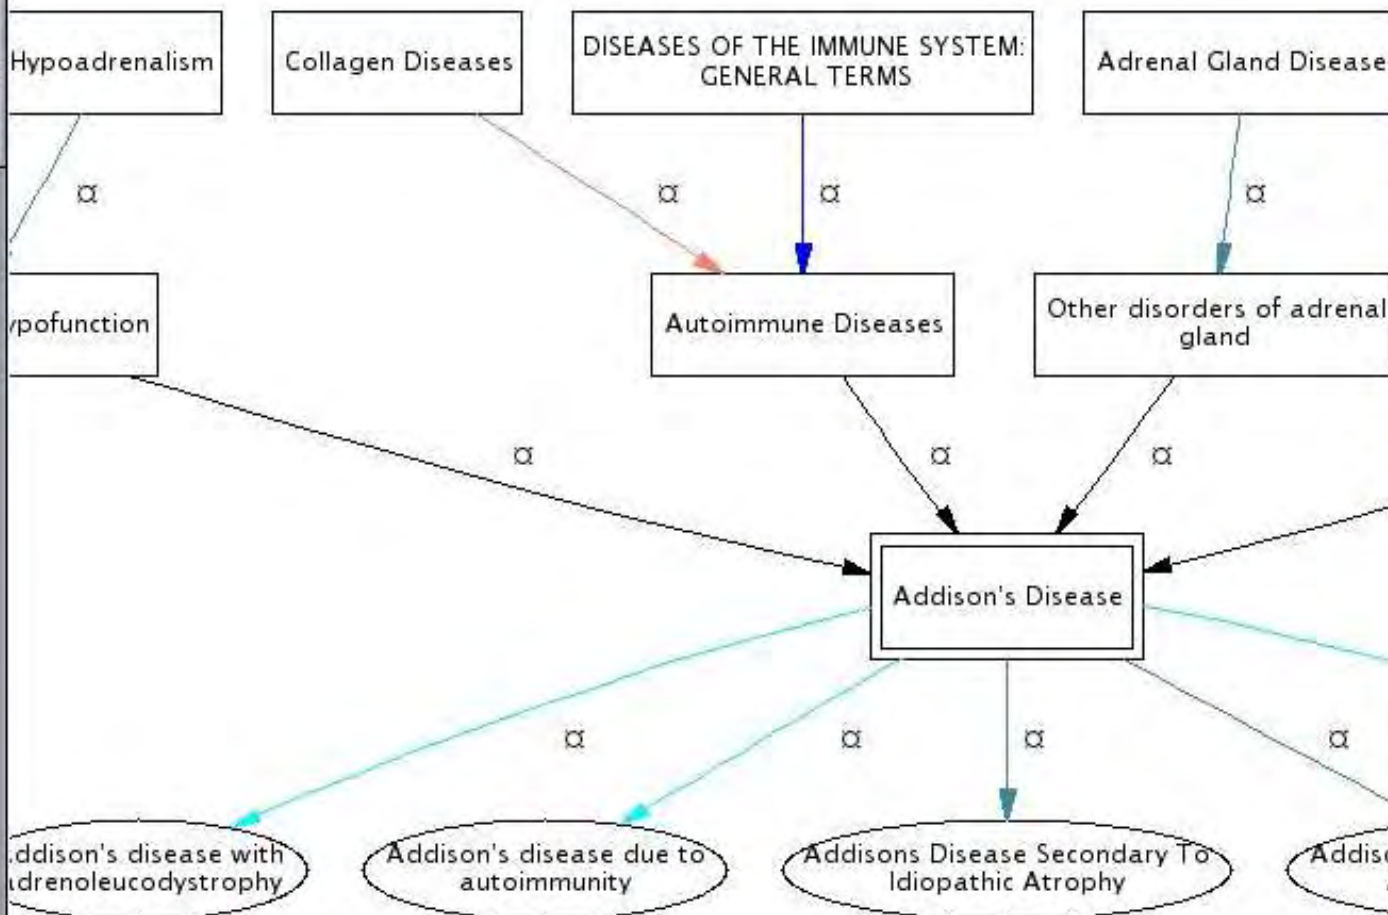 Hypoadrenalism
Collagen Diseases
DISEASES OF THE IMMUNE SYSTEM:
GENERAL TERMS
Adrenal Gland Disease
¤
¤
¤
¤
ypofunction
Autoimmune Diseases
Other disorders of adrenal
gland
¤
¤
¤
Addison's Disease
¤
¤
¤
¤
ddison's disease with
drenoleucodystrophy
Addison's disease due to
autoimmunity
Addisons Disease Secondary To
Idiopathic Atrophy
Addis